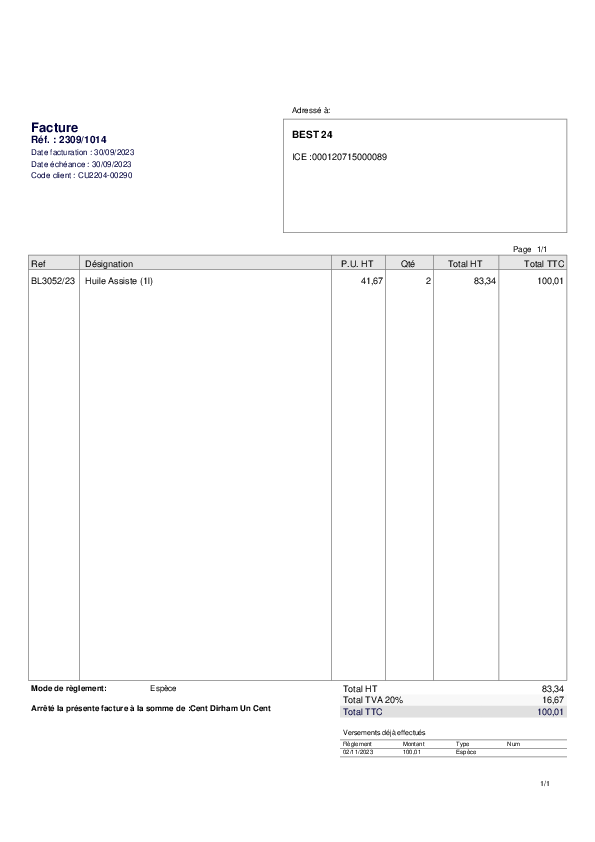 Adressé à:
Facture
Réf. : 2309/1014
Date facturation : 30/09/2023
Date échéance : 30/09/2023
Code client : CU2204-00290
BEST 24
ICE :000120715000089
Page 1/1
Ref Désignation P.U. HT Qté Total HT Total TTC
BL3052/23 Huile Assiste (1l) 41,67 2 83,34 100,01
Mode de règlement: Espèce
Arrêté la présente facture à la somme de :Cent Dirham Un Cent
Total HT 83,34
Total TVA 20% 16,67
Total TTC 100,01
Versements déjà effectués
Règlement Montant Type Num
02/11/2023 100,01 Espèce
1/1